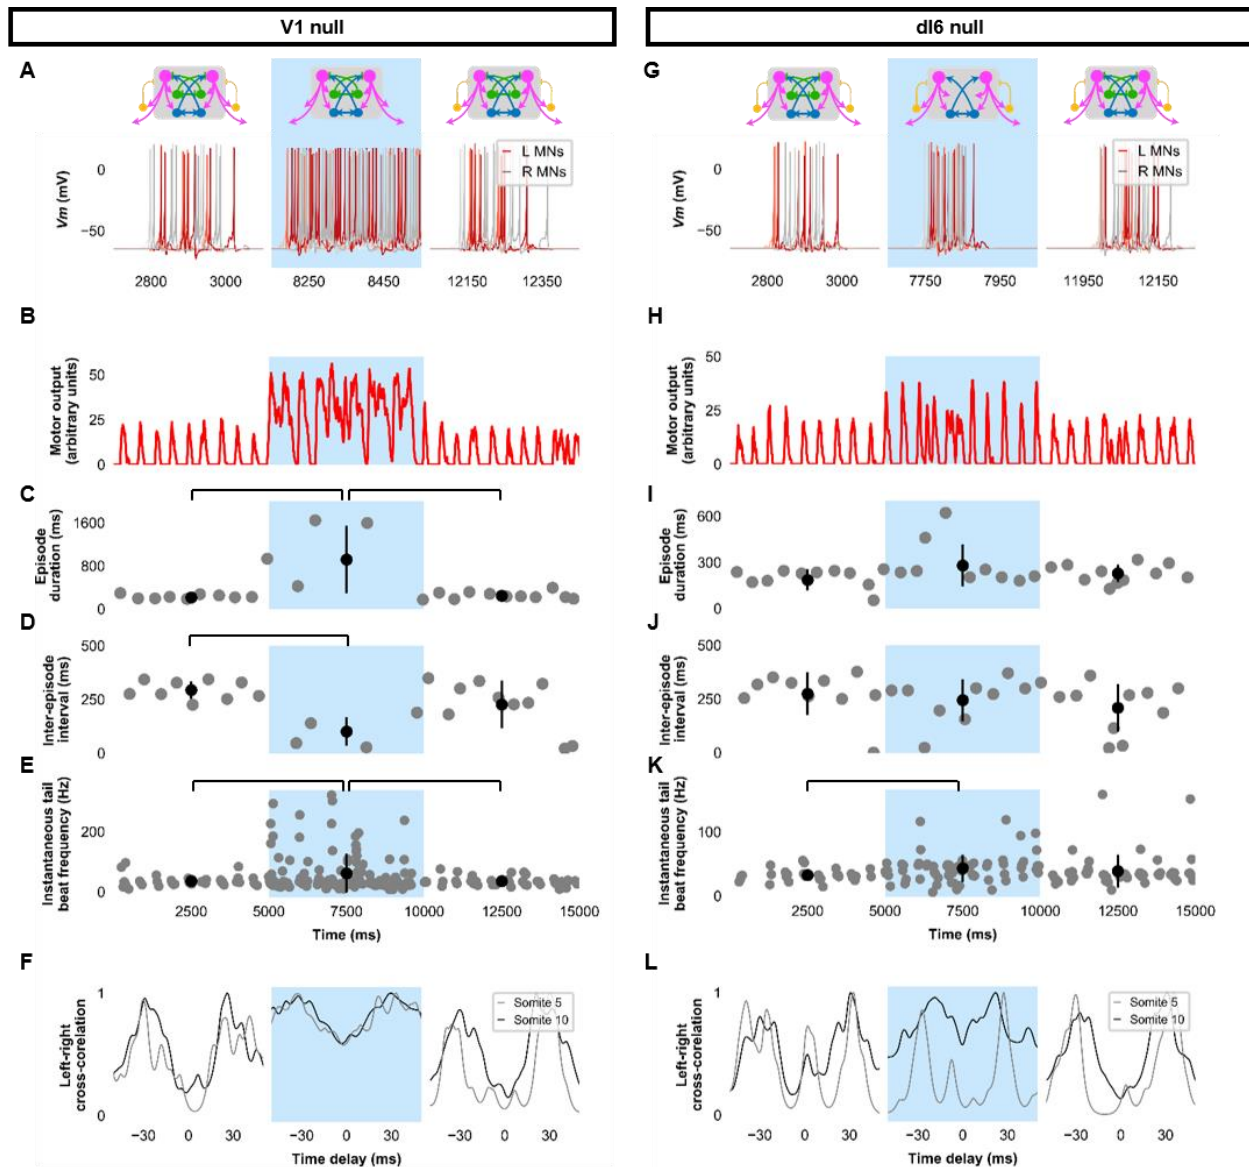 V1 null
A
L MNs
R MNs
Vm (mV)
0
−50
2800 3000 8250 8450 12150 12350
B
Motor output
(arbitrary units)
50
25
0
C
Episode
duration (ms)
1600
800
0
D
Inter-episode
interval (ms)
500
250
0
E
Instantaneous tail
beat frequency (Hz)
200
0
2500 5000 7500 10000 12500 15000
Time (ms)
F
Left-right
cross-corelation
1
0
Somite 5
Somite 10
−30 0 30 −30 0 30 −30 0 30
Time delay (ms)
dI6 null
G
L MNs
R MNs
Vm (mV)
0
−50
2800 3000 7750 7950 11950 12150
H
Motor output
(arbitrary units)
50
25
0
I
Episode
duration (ms)
600
300
0
J
Inter-episode
interval (ms)
500
250
0
K
Instantaneous tail
beat frequency (Hz)
100
0
2500 5000 7500 10000 12500 15000
Time (ms)
L
Left-right
cross-corelation
1
0
Somite 5
Somite 10
−30 0 30 −30 0 30 −30 0 30
Time delay (ms)